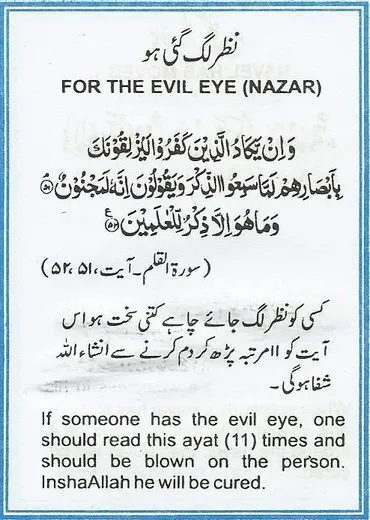 نظر لگ گئی ہو
FOR THE EVIL EYE (NAZAR)
وَاِنْ يَّكَادُ الَّذِيْنَ كَفَرُوْا لَيُزْلِقُوْنَكَ
بِاَبْصَارِهِمْ لَمَّا سَمِعُوا الذِّكْرَ وَيَقُوْلُوْنَ اِنَّهٗ لَمَجْنُوْنٌ ﴿۵۱﴾
وَمَا هُوَ اِلَّا ذِكْرٌ لِّلْعٰلَمِيْنَ ﴿۵۲﴾ ع
(سورۃ القلم۔ آیت، ۵۱، ۵۲)
کسی کو نظر لگ جائے چاہے کتنی سخت ہو اس
آیت کو ۱۱ مرتبہ پڑھ کر دم کرنے سے انشاء اللہ
شفا ہوگی۔
If someone has the evil eye, one
should read this ayat (11) times and
should be blown on the person.
InshaAllah he will be cured.